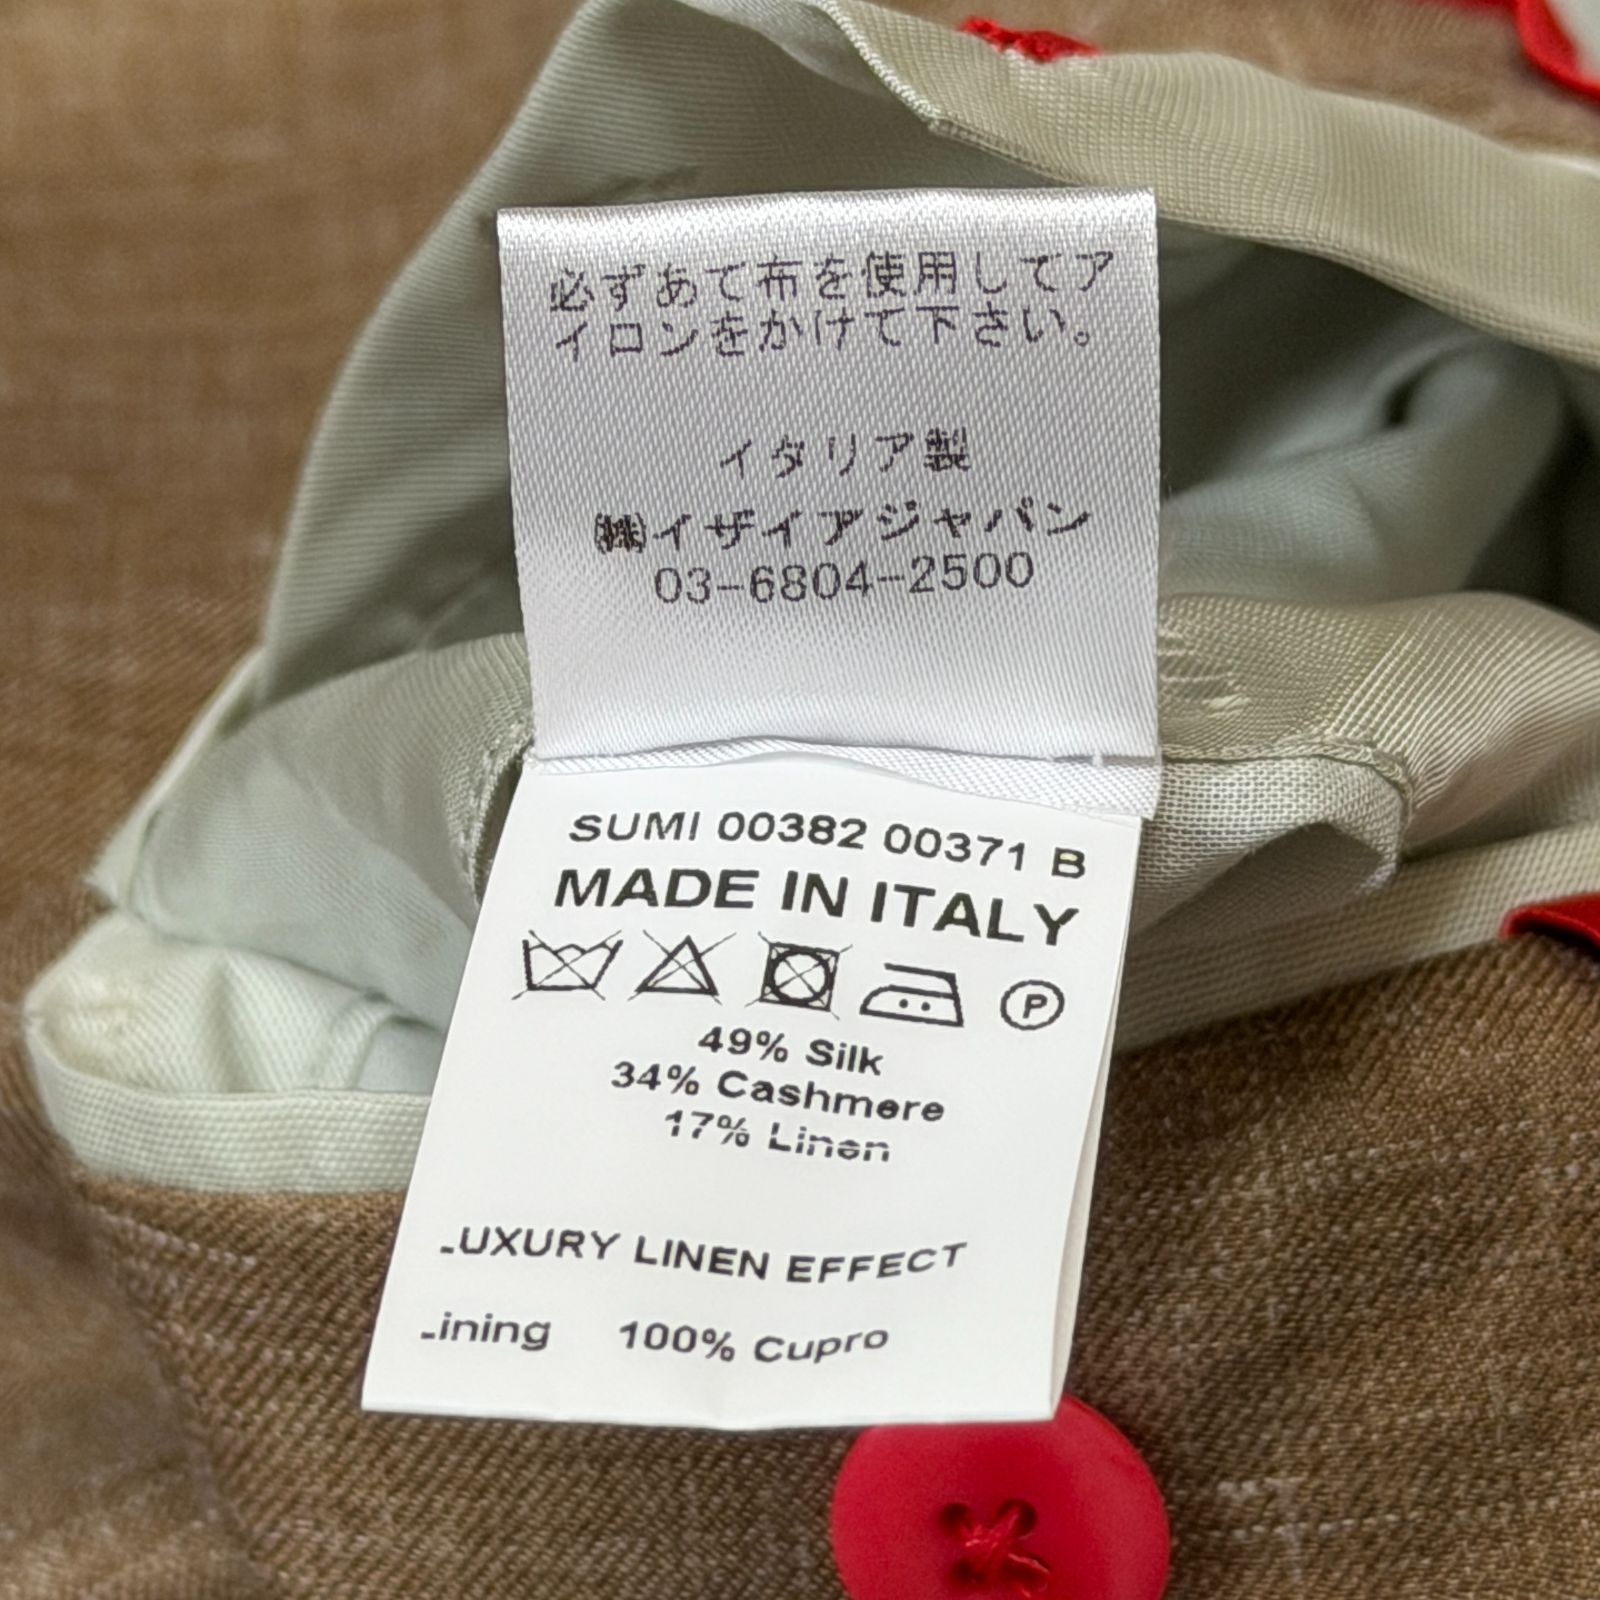 必ずあて布を使用してア
イロンをかけて下さい。
イタリア製
㈱イザイアジャパン
03-6804-2500
SUMI 00382 00371 B
MADE IN ITALY
P
49% Silk
34% Cashmere
17% Linen
LUXURY LINEN EFFECT
Lining 100% Cupro